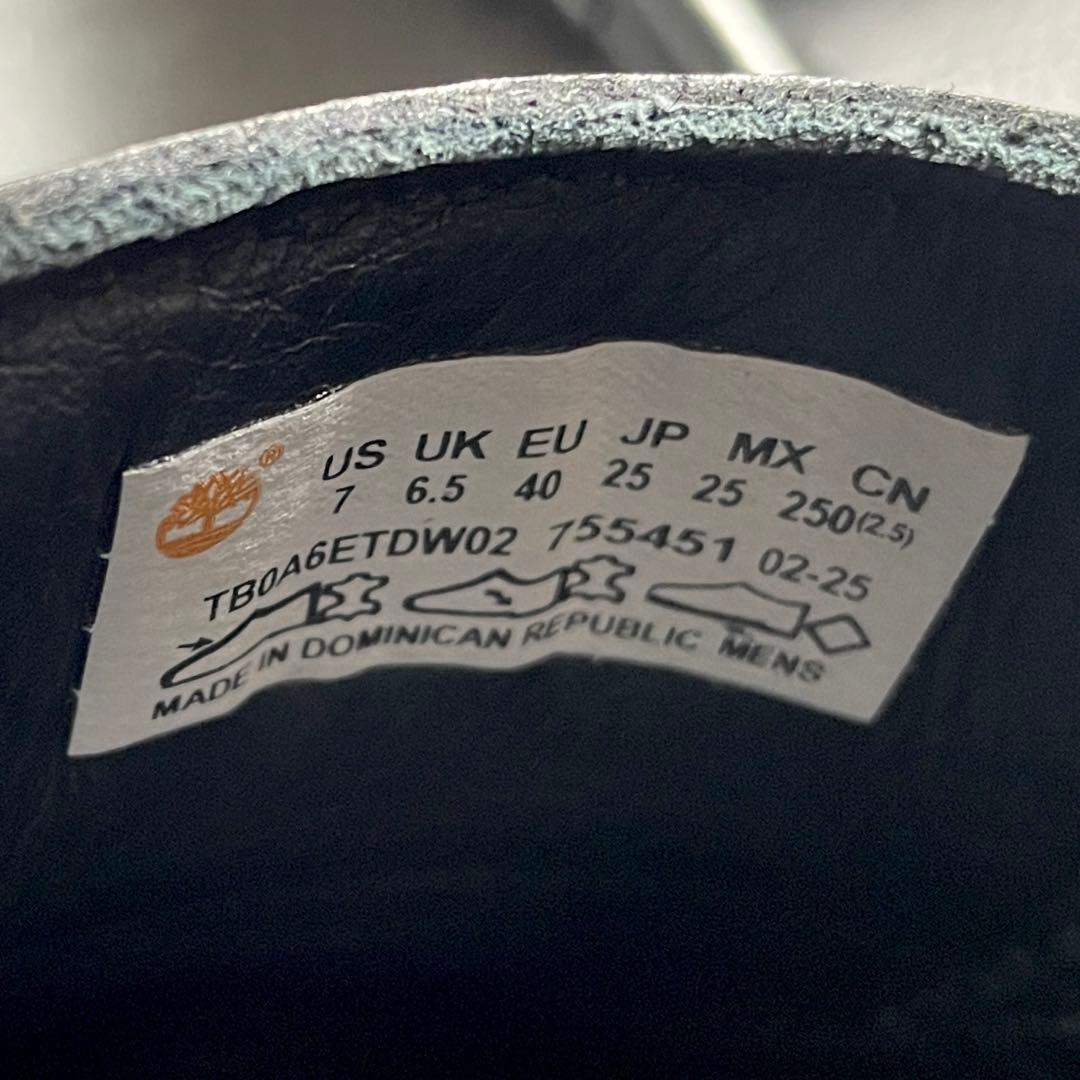 ®
US UK EU JP MX CN
7 6.5 40 25 25 250(2.5)
TB0A6ETDW02 755451 02-25
MADE IN DOMINICAN REPUBLIC MENS